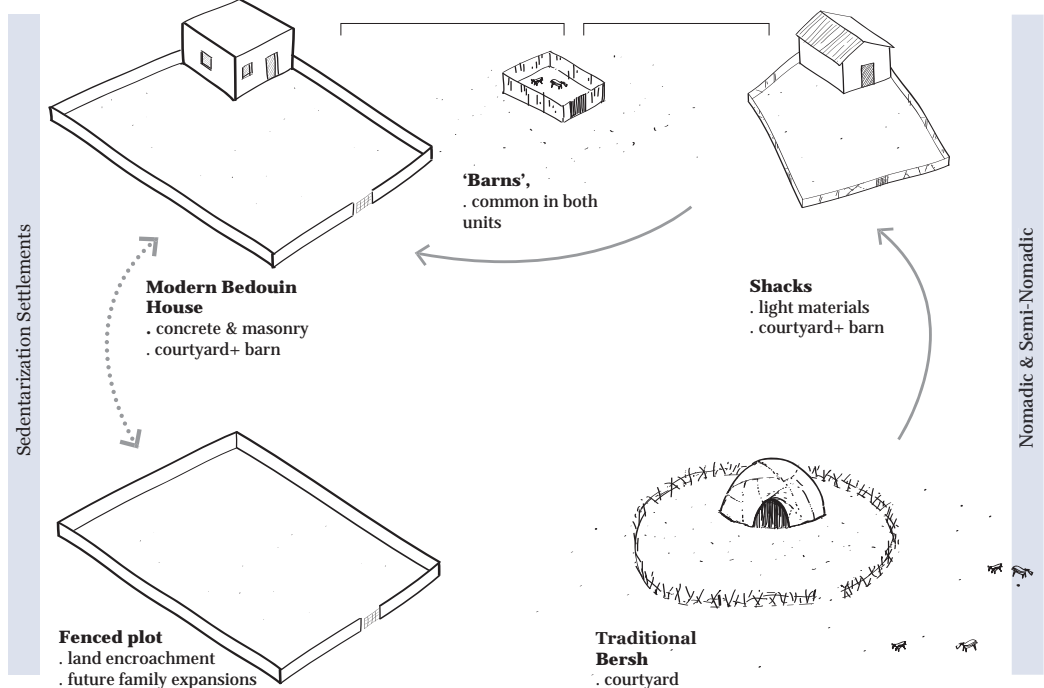 Sedentarization Settlements
‘Barns’,
. common in both
units
Modern Bedouin
House
. concrete & masonry
. courtyard+ barn
Shacks
. light materials
. courtyard+ barn
Fenced plot
. land encroachment
. future family expansions
Traditional
Bersh
. courtyard
Nomadic & Semi-Nomadic